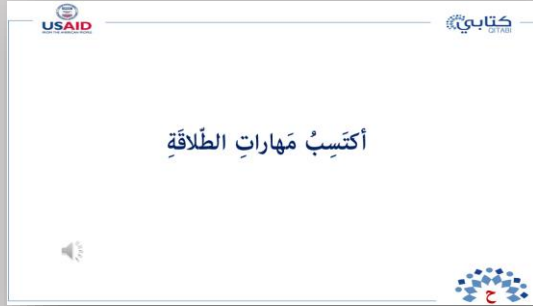 USAID
FROM THE AMERICAN PEOPLE
كتابي
QITABI
أكتَسِبُ مَهاراتِ الطّلاقَةِ
ح